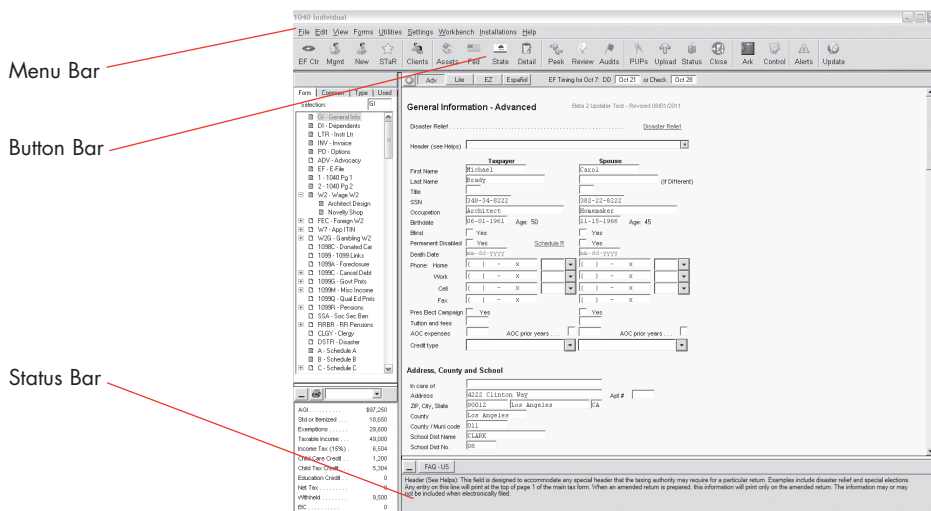 1040 Individual
File Edit View Forms Utilities Settings Workbench Installations Help
EF Ctr Mgmt New STaR Clients Assets Fed State Detail Peek Review Audits PUPs Upload Status Close Ark Control Alerts Update
Menu Bar
Button Bar
Status Bar
Adv Lite EZ Español EF Timing for Oct 7: DD Oct 21 or Check Oct 28
Form Common Type Used
Selection: GI
GI - General Info
DI - Dependents
LTR - Instr Ltr
INV - Invoice
PO - Options
ADV - Advocacy
EF - E-File
1 - 1040 Pg 1
2 - 1040 Pg 2
W2 - Wage W2
Architect Design
Novelty Shop
FEC - Foreign W2
W7 - App ITIN
W2G - Gambling W2
1098C - Donated Car
1099 - 1099 Links
1099A - Foreclosure
1099C - Cancel Debt
1099G - Govt Pmts
1099M - Misc Income
1099Q - Qual Ed Pmts
1099R - Pensions
SSA - Soc Sec Ben
RRBR - RR Pensions
CLGY - Clergy
DSTR - Disaster
A - Schedule A
B - Schedule B
C - Schedule C
AGI . . . . . . . . . . $97,250
Std or Itemized . . . 18,650
Exemptions . . . . . . 29,600
Taxable Income . . . 49,000
Income Tax (15%) . 6,504
Child Care Credit . . 1,200
Child Tax Credit . . . 5,304
Education Credit . . 0
Net Tax . . . . . . . . . 0
Withheld . . . . . . . . 9,500
EIC . . . . . . . . . . . 0
General Information - Advanced Beta 2 Updater Test - Revised 08/01/2011
Disaster Relief . . . . . . . . . . . . . . . . . . . . Disaster Relief
Header (see Helps)
Taxpayer Spouse
First Name Michael Carol
Last Name Brady (If Different)
Title
SSN 348-34-8222 382-22-8222
Occupation Architect Homemaker
Birthdate 06-01-1961 Age: 50 11-15-1966 Age: 45
Blind Yes Yes
Permanent Disabled Yes Schedule R Yes
Death Date mm-dd-yyyy mm-dd-yyyy
Phone: Home ( ) - x ( ) - x
Work ( ) - x ( ) - x
Cell ( ) - x ( ) - x
Fax ( ) - x ( ) - x
Pres Elect Campaign Yes Yes
Tuition and fees
AOC expenses AOC prior years . . . AOC prior years . . .
Credit type
Address, County and School
In care of
Address 4222 Clinton Way Apt #
ZIP, City, State 90012 Los Angeles CA
County Los Angeles
County / Muni code 011
School Dist Name CLARK
School Dist No. 08
FAQ - US
Header (See Helps): This field is designed to accommodate any special header that the taxing authority may require for a particular return. Examples include disaster relief and special elections.
Any entry on this line will print at the top of page 1 of the main tax form. When an amended return is prepared, this information will print only on the amended return. The information may or may
not be included when electronically filed.